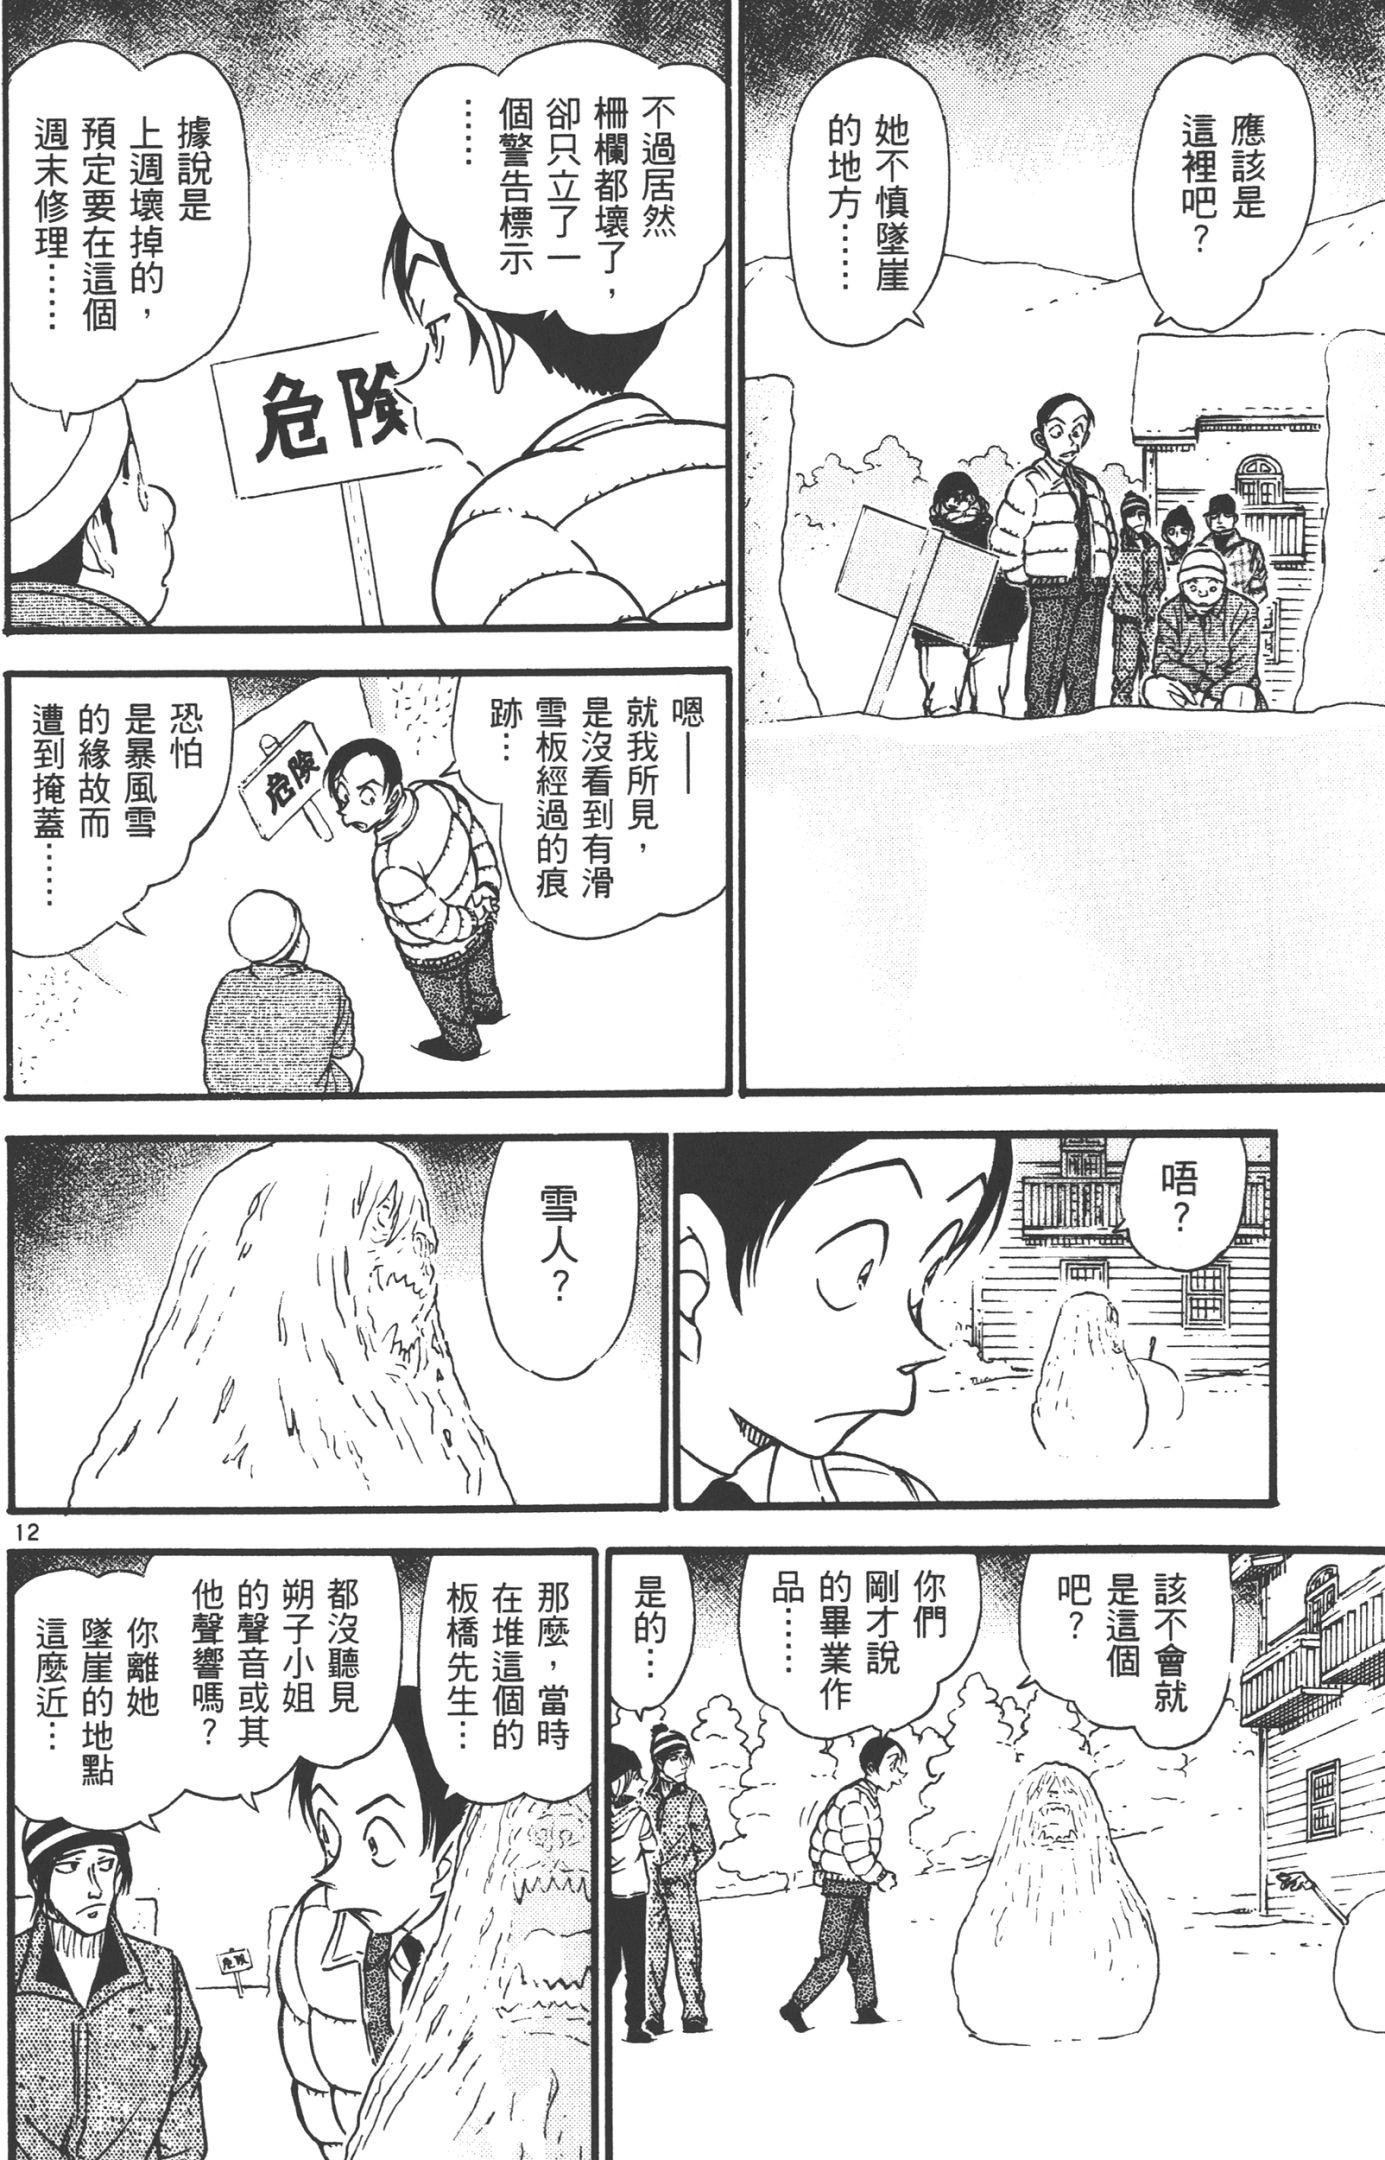 應該是
這裡吧？
她不慎墜崖
的地方……
不過居然
柵欄都壞了，
卻只立了一
個警告標示
……
危険
據說是
上週壞掉的，
預定要在這個
週末修理……
嗯——
就我所見，
是沒看到有滑
雪板經過的痕
跡…
危険
恐怕
是暴風雪
的緣故而
遭到掩蓋……
唔？
雪人？
12
該不會就
是這個
吧？
你們
剛才說
的畢業作
品……
是的…
那麼，當時
在堆這個的
板橋先生…
都沒聽見
朔子小姐
的聲音或其
他聲響嗎？
你離她
墜崖的地點
這麼近…
危険